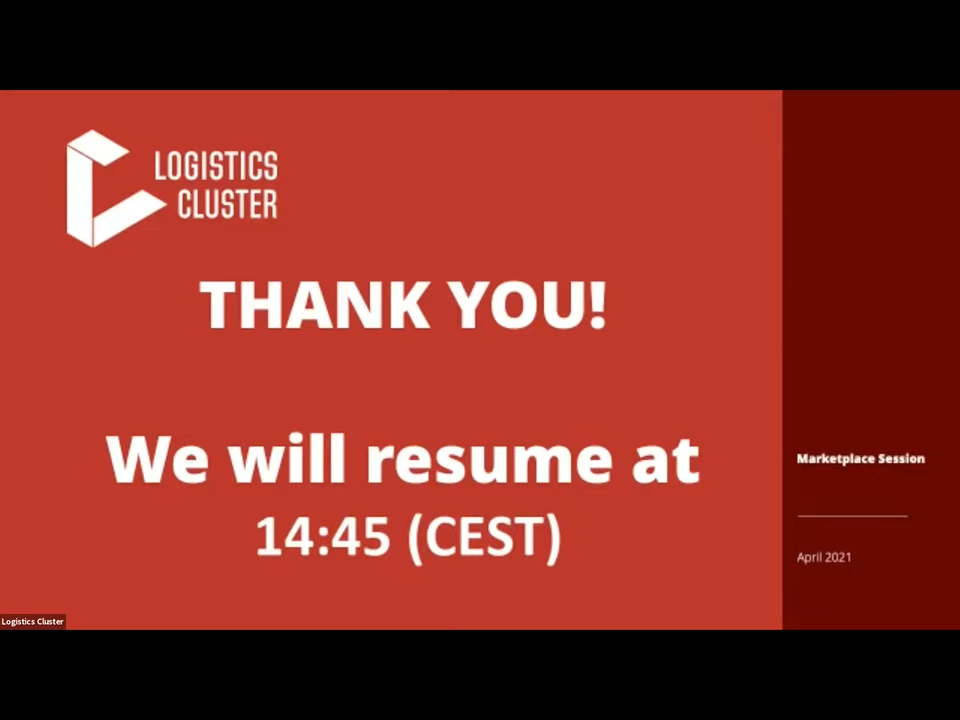 LOGISTICS
CLUSTER
THANK YOU!
We will resume at
14:45 (CEST)
Marketplace Session
April 2021
Logistics Cluster